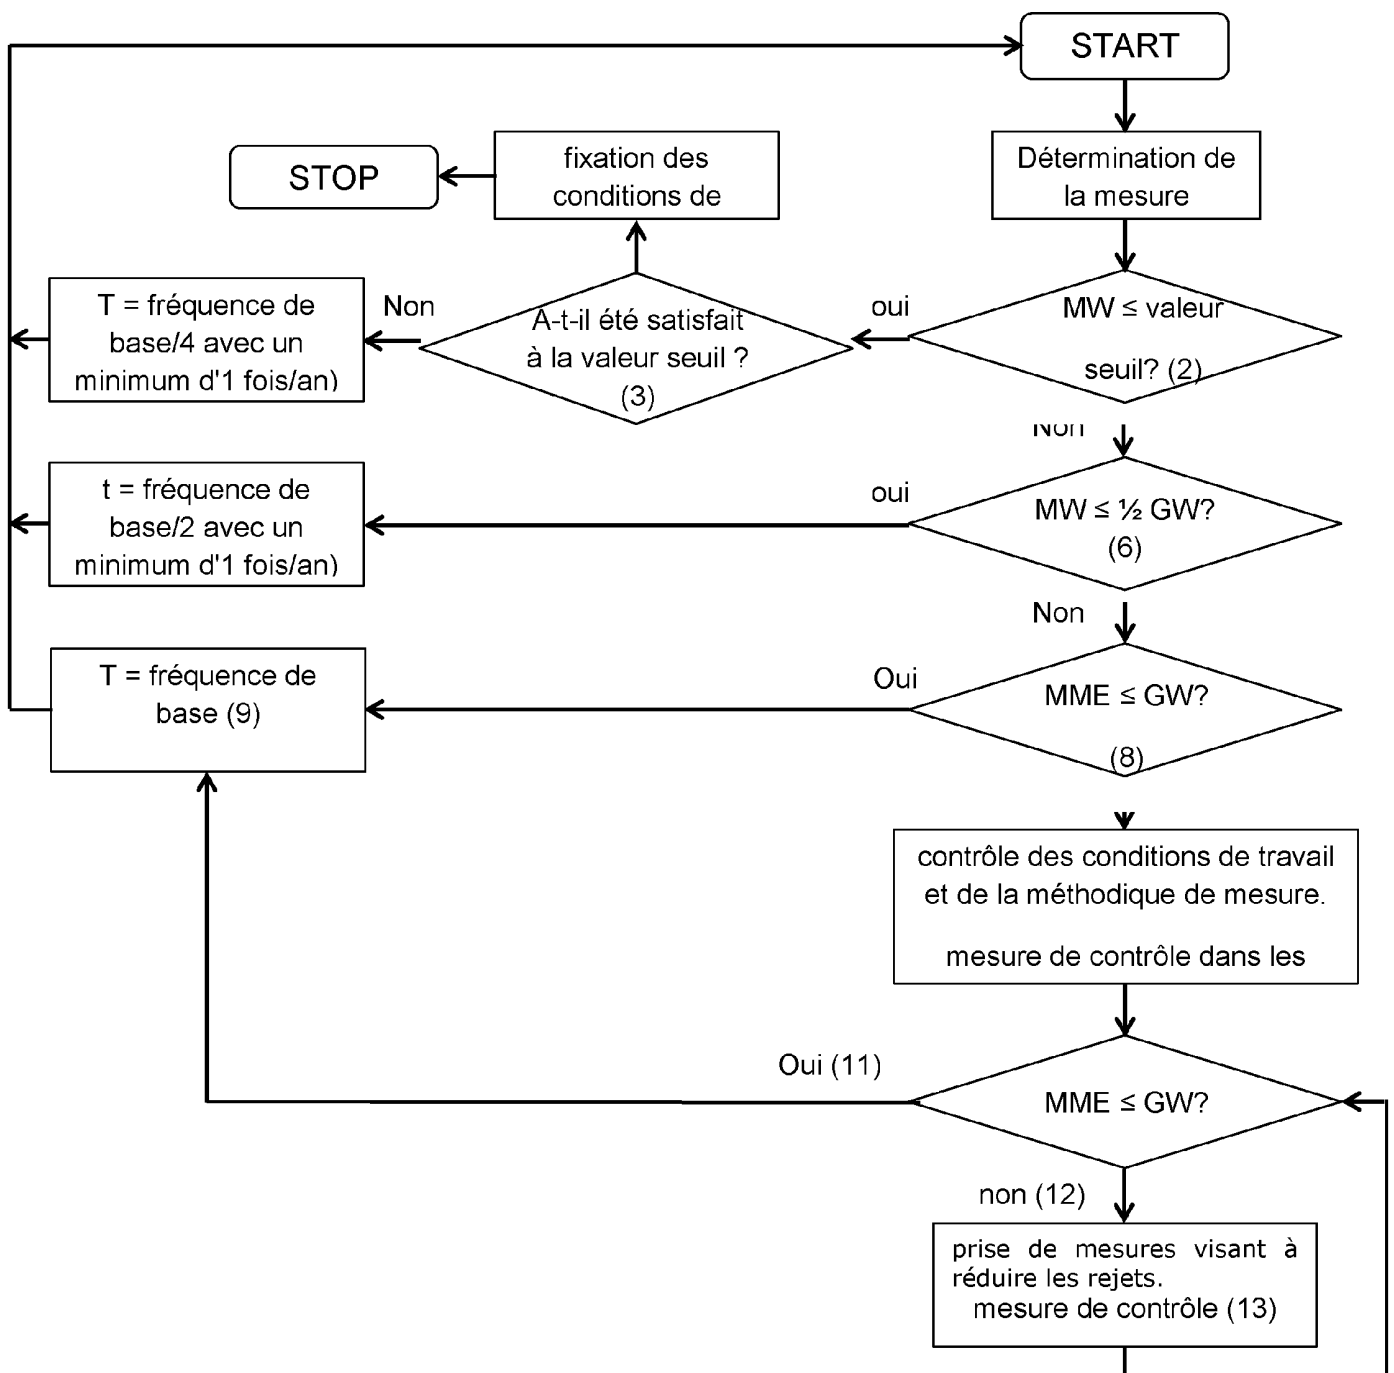 START
STOP
fixation des
conditions de
Détermination de
la mesure
T = fréquence de
base/4 avec un
minimum d'1 fois/an)
Non
A-t-il été satisfait
à la valeur seuil ?
(3)
oui
MW ≤ valeur
seuil? (2)
Non
t = fréquence de
base/2 avec un
minimum d'1 fois/an)
oui
MW ≤ ½ GW?
(6)
Non
T = fréquence de
base (9)
Oui
MME ≤ GW?
(8)
contrôle des conditions de travail
et de la méthodique de mesure.
mesure de contrôle dans les
Oui (11)
MME ≤ GW?
non (12)
prise de mesures visant à
réduire les rejets.
mesure de contrôle (13)